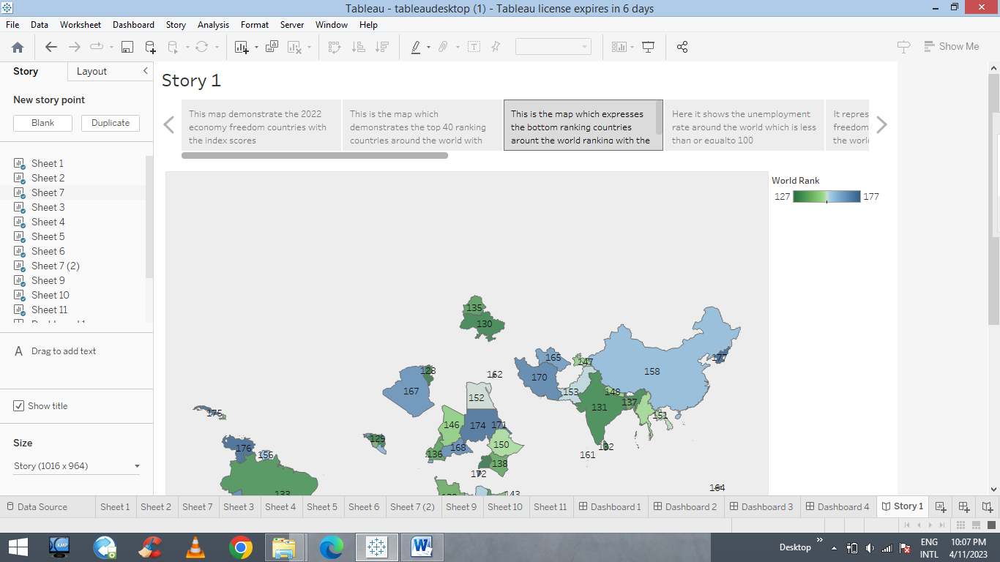 Tableau - tableaudesktop (1) - Tableau license expires in 6 days
File Data Worksheet Dashboard Story Analysis Format Server Window Help
Show Me
Story Layout
New story point
Blank Duplicate
Sheet 1
Sheet 2
Sheet 7
Sheet 3
Sheet 4
Sheet 5
Sheet 6
Sheet 7 (2)
Sheet 9
Sheet 10
Sheet 11
A Drag to add text
Show title
Size
Story (1016 x 964)
Story 1
This map demonstrate the 2022
economy freedom countries with
the index scores
This is the map which
demonstrates the top 40 ranking
countries around the world with
This is the map which expresses
the bottom ranking countries
arount the world ranking with the
Here it shows the unemployment
rate around the world which is less
than or equalto 100
It repres
freedom
the world
World Rank
127 177
135
130
165 147 177
170 158
128
167 162
152 153 148
131 137
175 146 174 171 151
129 150
176 156 136 168 132
138 161
172
133 143 164
Data Source Sheet 1 Sheet 2 Sheet 7 Sheet 3 Sheet 4 Sheet 5 Sheet 6 Sheet 7 (2) Sheet 9 Sheet 10 Sheet 11 Dashboard 1 Dashboard 2 Dashboard 3 Dashboard 4 Story 1
KMP
Desktop
ENG
INTL
10:07 PM
4/11/2023